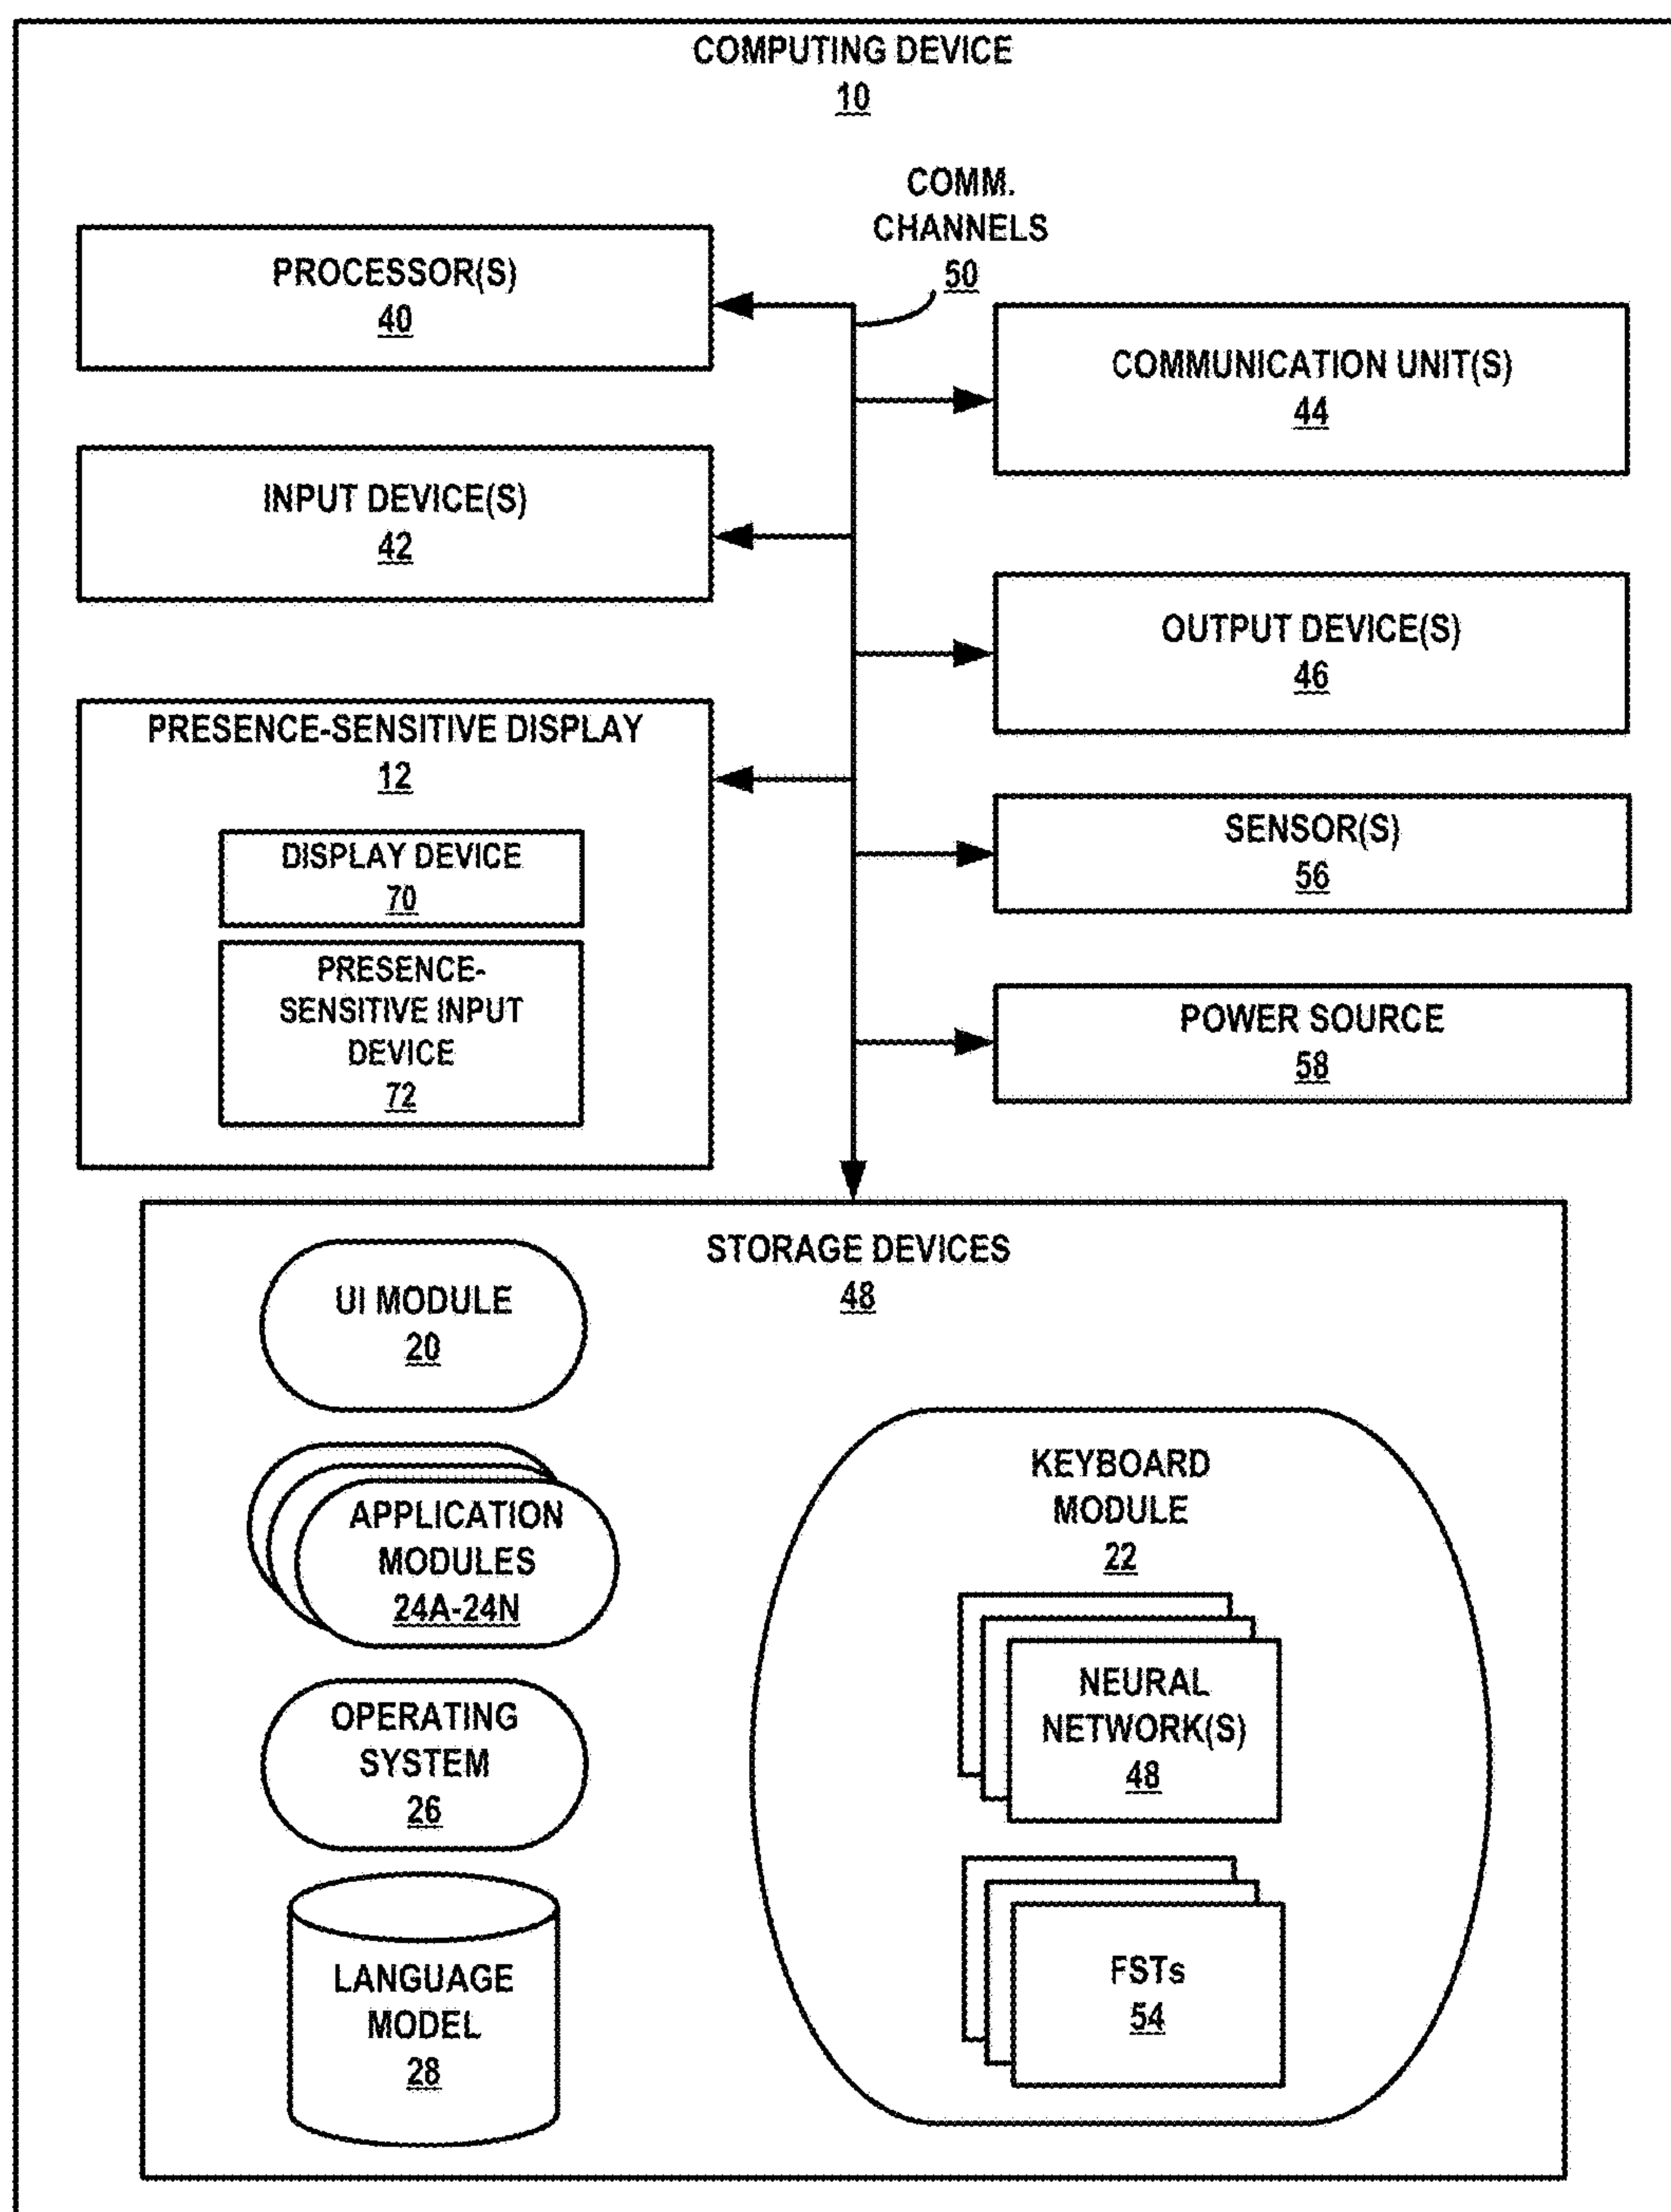 COMPUTING DEVICE
10
COMM.
CHANNELS
50
PROCESSOR(S)
40
COMMUNICATION UNIT(S)
44
INPUT DEVICE(S)
42
OUTPUT DEVICE(S)
46
PRESENCE-SENSITIVE DISPLAY
12
DISPLAY DEVICE
70
PRESENCE-
SENSITIVE INPUT
DEVICE
72
SENSOR(S)
56
POWER SOURCE
58
STORAGE DEVICES
48
UI MODULE
20
APPLICATION
MODULES
24A-24N
OPERATING
SYSTEM
26
LANGUAGE
MODEL
28
KEYBOARD
MODULE
22
NEURAL
NETWORK(S)
48
FSTs
54